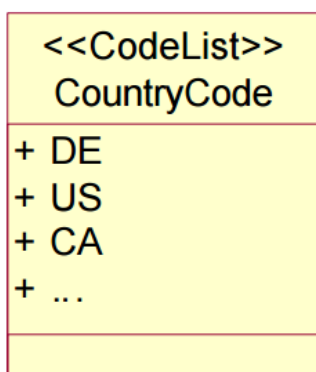 <<CodeList>>
CountryCode
+ DE
+ US
+ CA
+ ...